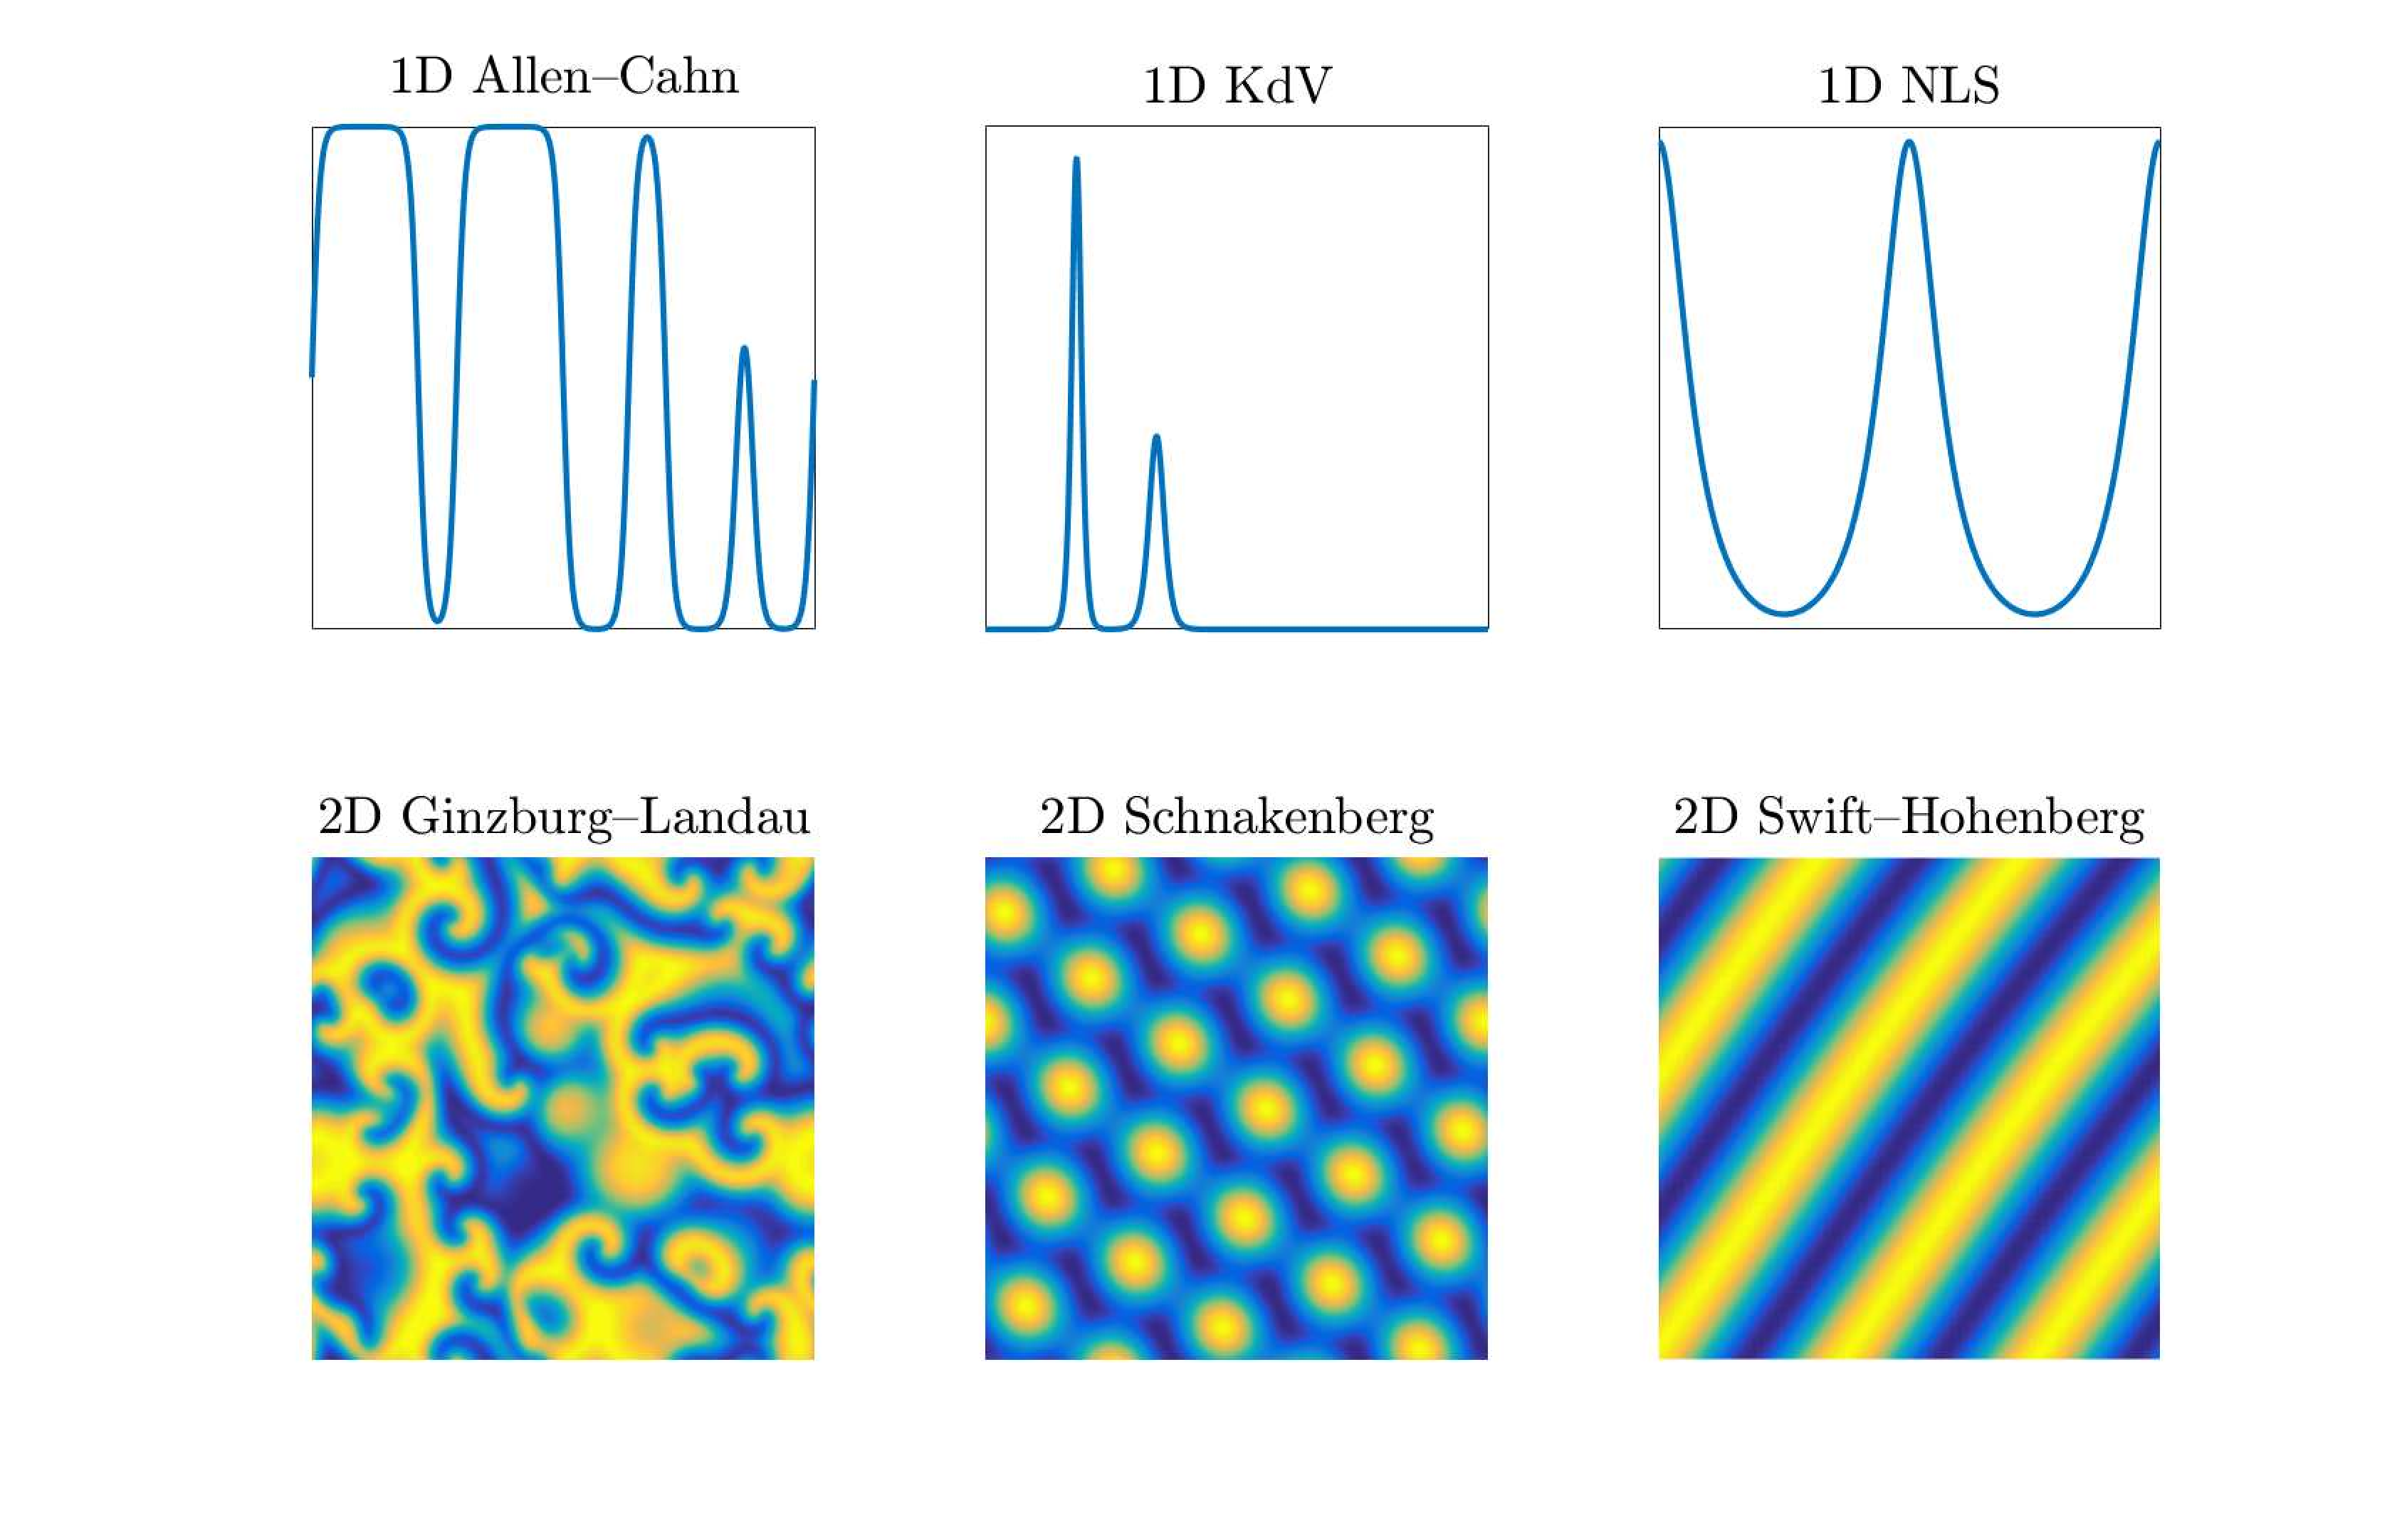 1D Allen–Cahn
1D KdV
1D NLS
2D Ginzburg–Landau
2D Schnakenberg
2D Swift–Hohenberg